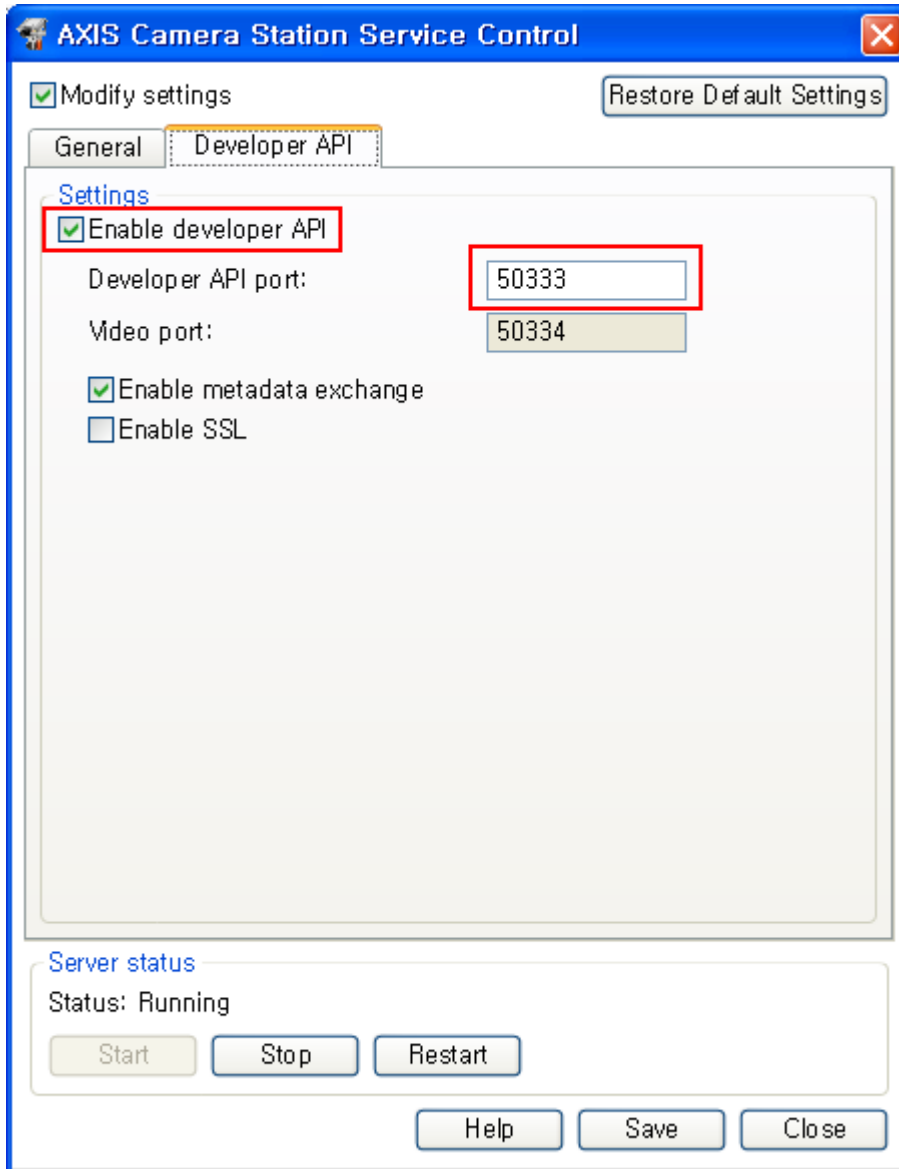 AXIS Camera Station Service Control
Modify settings Restore Default Settings
General Developer API
Settings
Enable developer API
Developer API port: 50333
Video port: 50334
Enable metadata exchange
Enable SSL
Server status
Status: Running
Start Stop Restart
Help Save Close